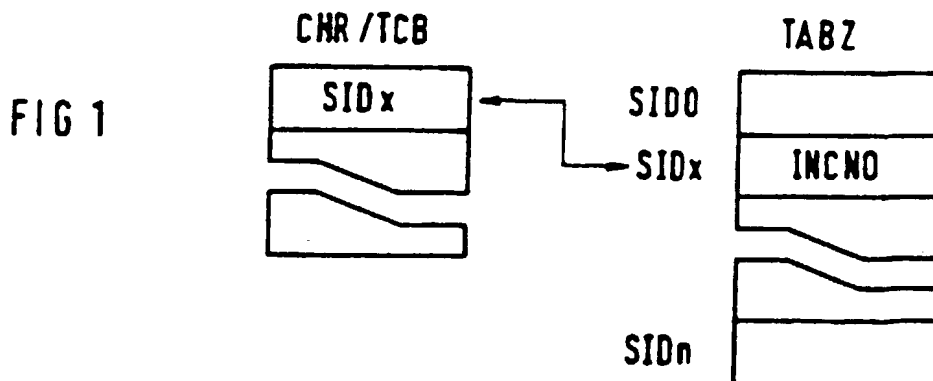 CHR/TCB
TABZ
FIG 1
SIDx
SID0
SIDx
INCNO
SIDn